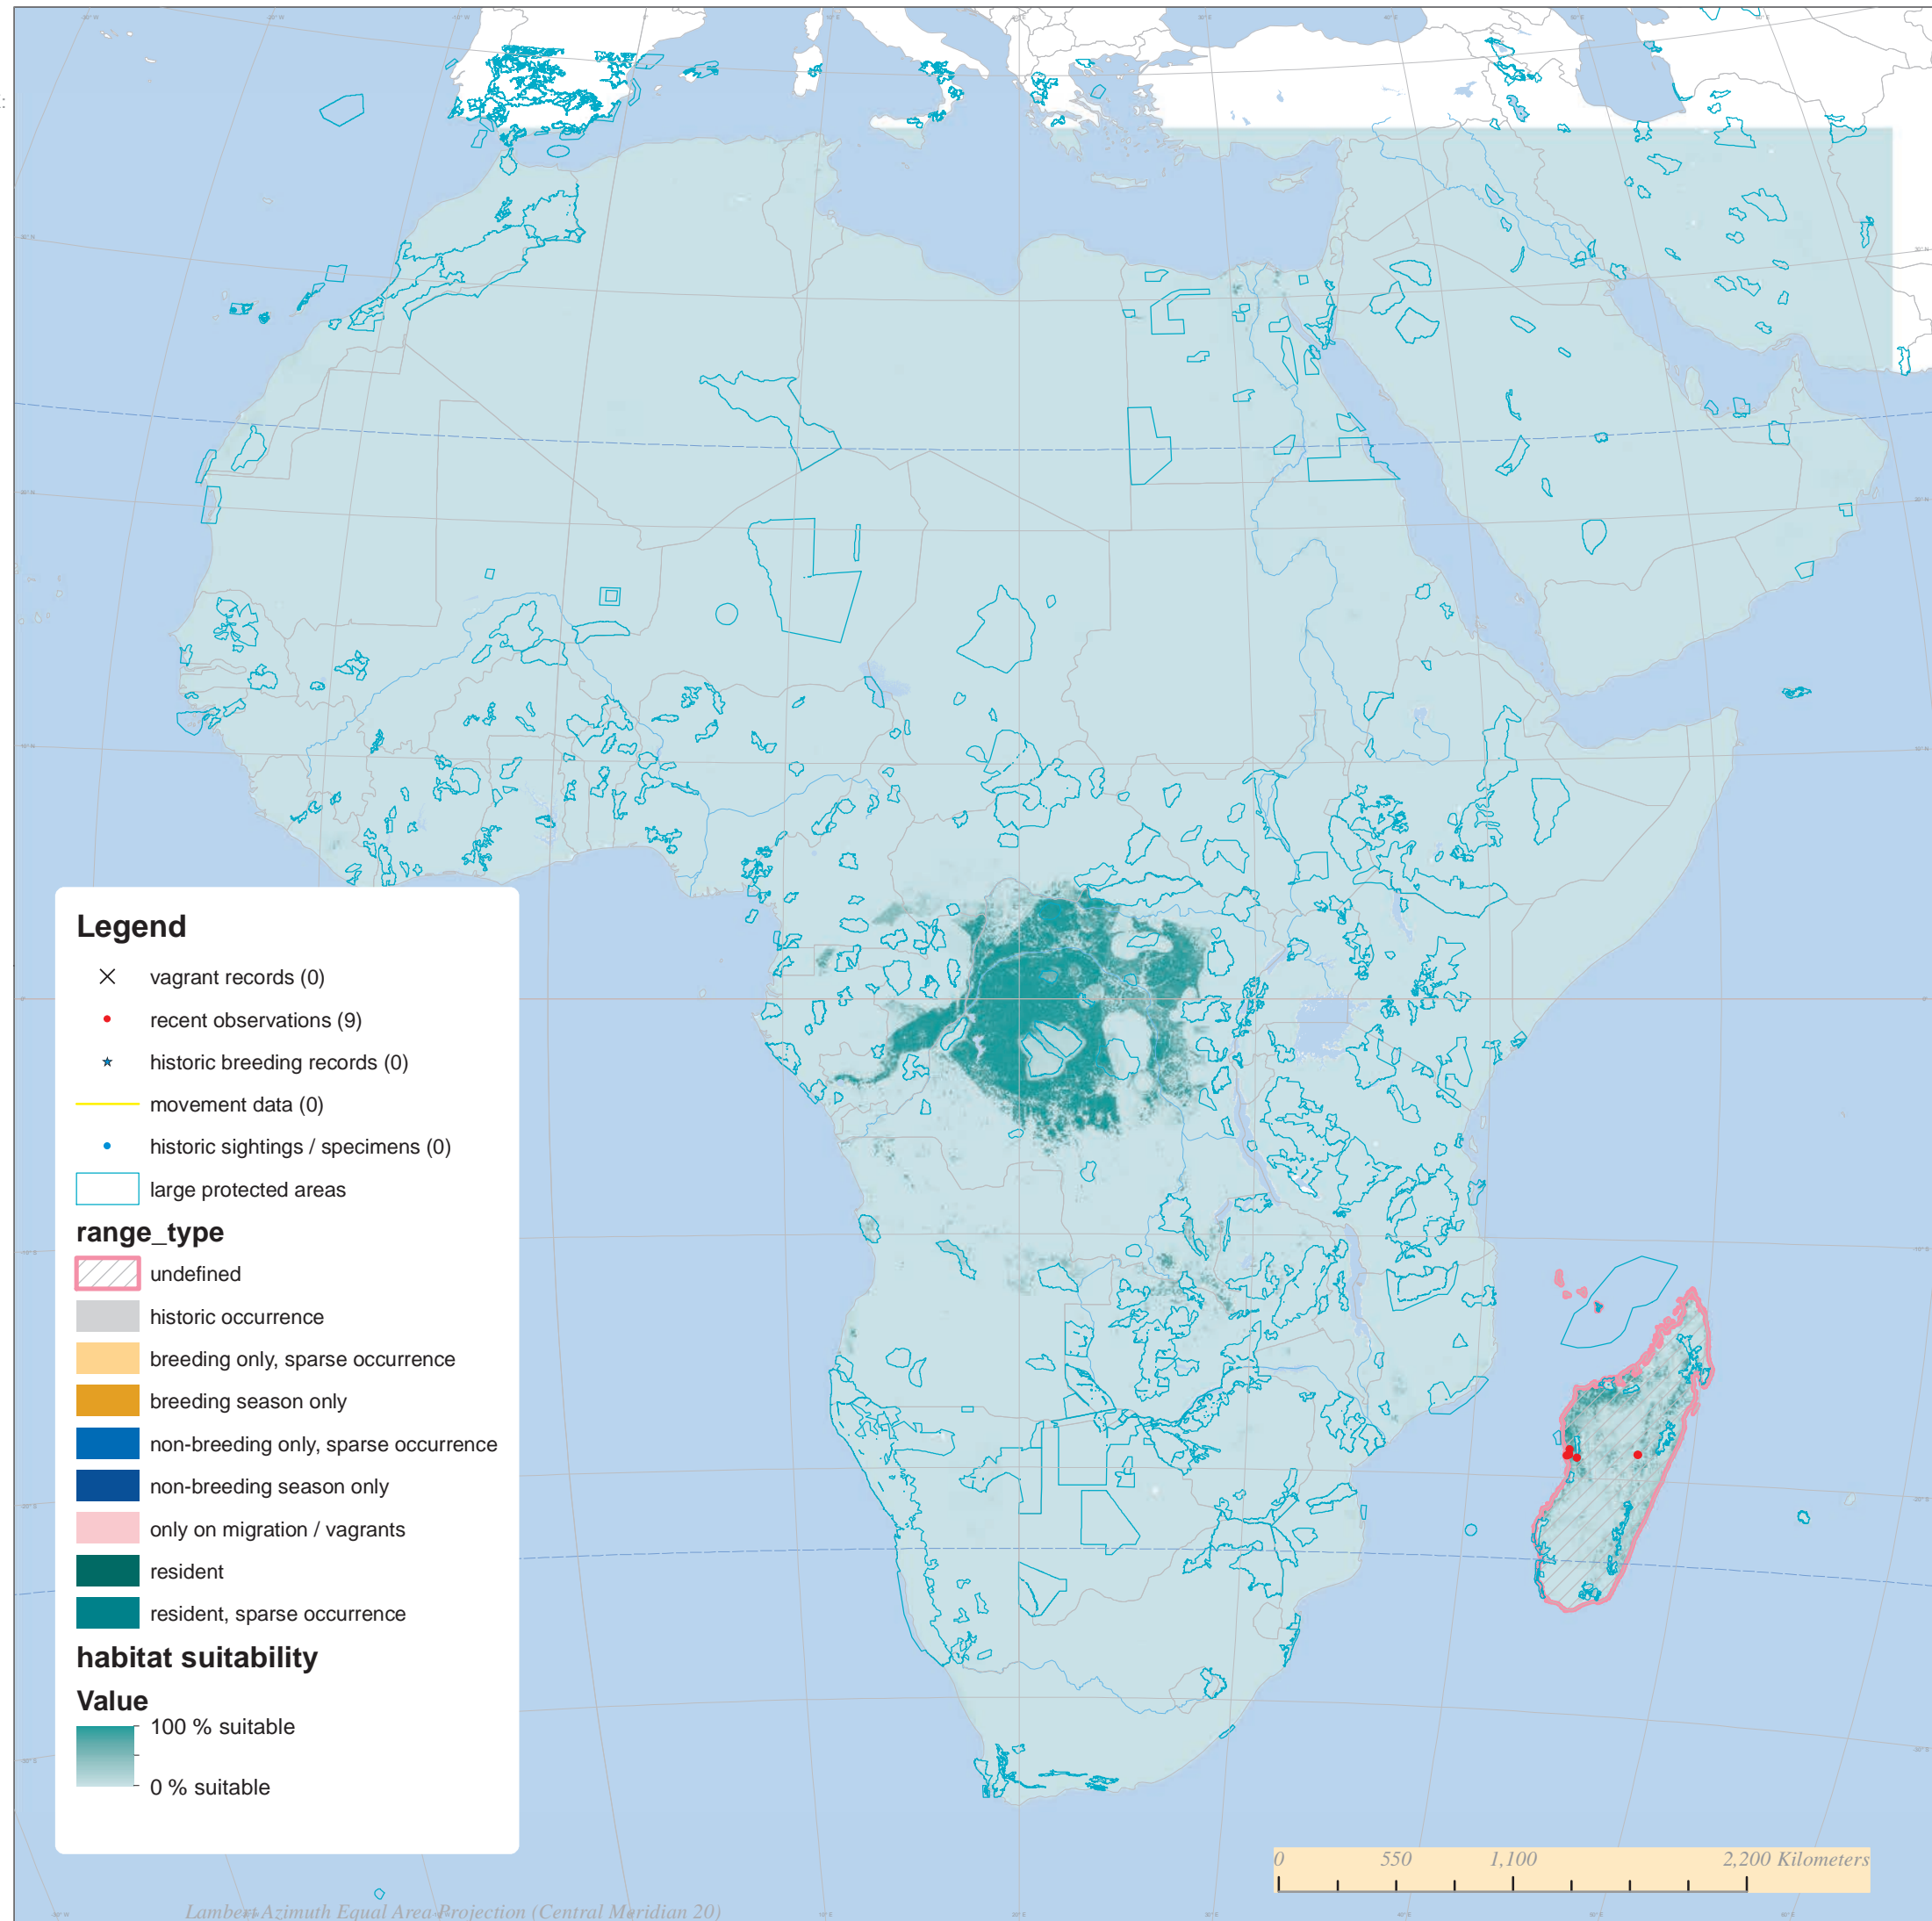 Legend
vagrant records (0)
recent observations (9)
historic breeding records (0)
movement data (0)
historic sightings / specimens (0)
large protected areas
range_type
undefined
historic occurrence
breeding only, sparse occurrence
breeding season only
non-breeding only, sparse occurrence
non-breeding season only
only on migration / vagrants
resident
resident, sparse occurrence
habitat suitability
Value
100 % suitable
0 % suitable
0 550 1,100 2,200 Kilometers
Lambert Azimuth Equal Area Projection (Central Meridian 20)